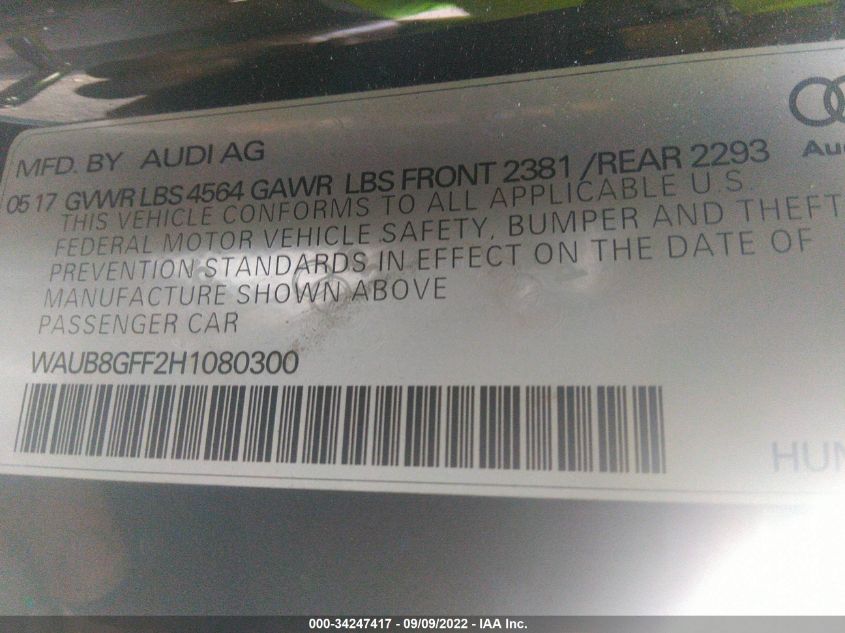 MFD. BY AUDI AG
05 17 GVWR LBS 4564 GAWR LBS FRONT 2381 /REAR 2293
THIS VEHICLE CONFORMS TO ALL APPLICABLE U.S.
FEDERAL MOTOR VEHICLE SAFETY, BUMPER AND THEFT
PREVENTION STANDARDS IN EFFECT ON THE DATE OF
MANUFACTURE SHOWN ABOVE
PASSENGER CAR
WAUB8GFF2H1080300
000-34247417 - 09/09/2022 - IAA Inc.